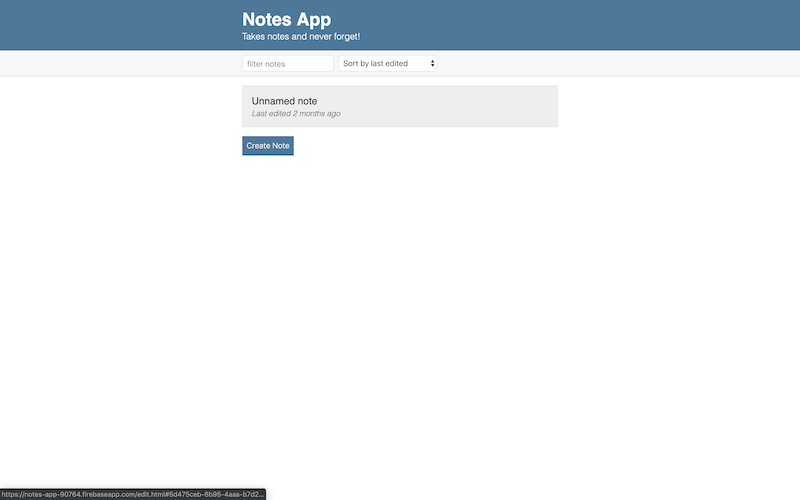 Notes App
Takes notes and never forget!
filter notes
Sort by last edited
Unnamed note
Last edited 2 months ago
Create Note
https://notes-app-90764.firebaseapp.com/edit.html#5d475ceb-6b95-4aaa-b7d2...